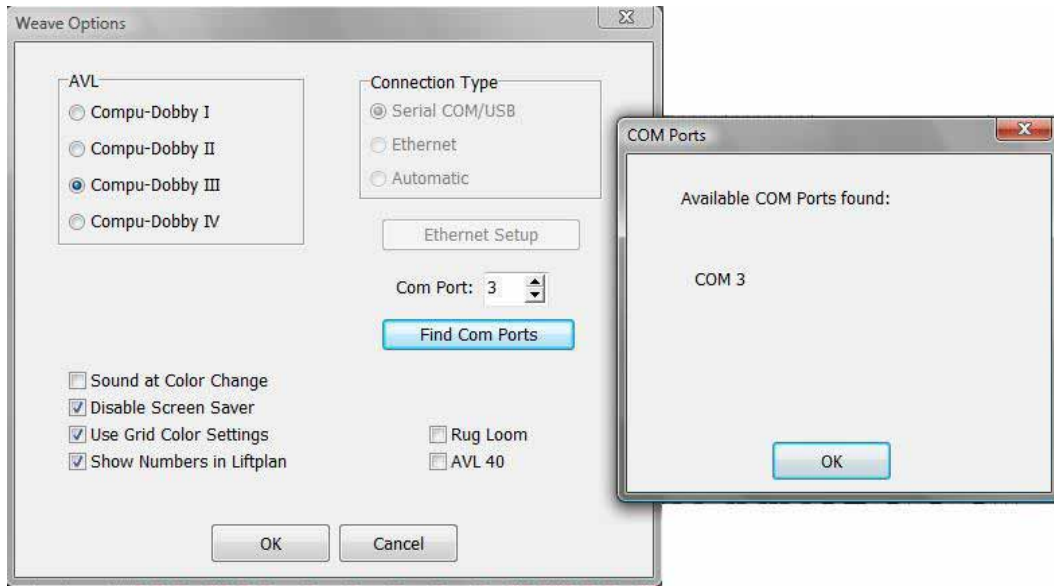 Weave Options
AVL
Compu-Dobby I
Compu-Dobby II
Compu-Dobby III
Compu-Dobby IV
Connection Type
Serial COM/USB
Ethernet
Automatic
Ethernet Setup
Com Port: 3
Find Com Ports
Sound at Color Change
Disable Screen Saver
Use Grid Color Settings
Show Numbers in Liftplan
Rug Loom
AVL 40
OK
Cancel
COM Ports
Available COM Ports found:
COM 3
OK